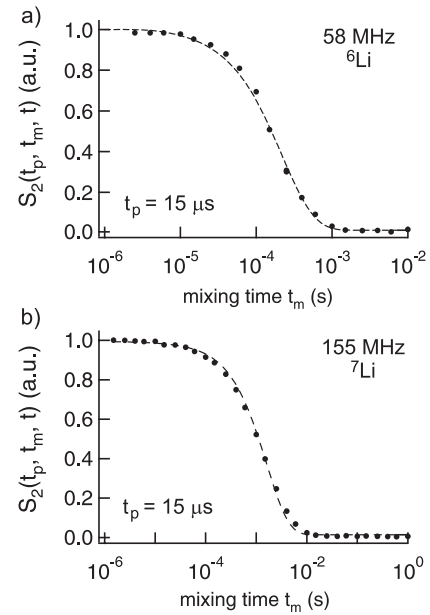 a)
58 MHz
⁶Li
S₂(tₚ, tₘ, t) (a.u.)
1.0
0.8
0.6
0.4
0.2
0.0
tₚ = 15 μs
10⁻⁶ 10⁻⁵ 10⁻⁴ 10⁻³ 10⁻²
mixing time tₘ (s)
b)
155 MHz
⁷Li
S₂(tₚ, tₘ, t) (a.u.)
1.0
0.8
0.6
0.4
0.2
0.0
tₚ = 15 μs
10⁻⁶ 10⁻⁴ 10⁻² 10⁰
mixing time tₘ (s)